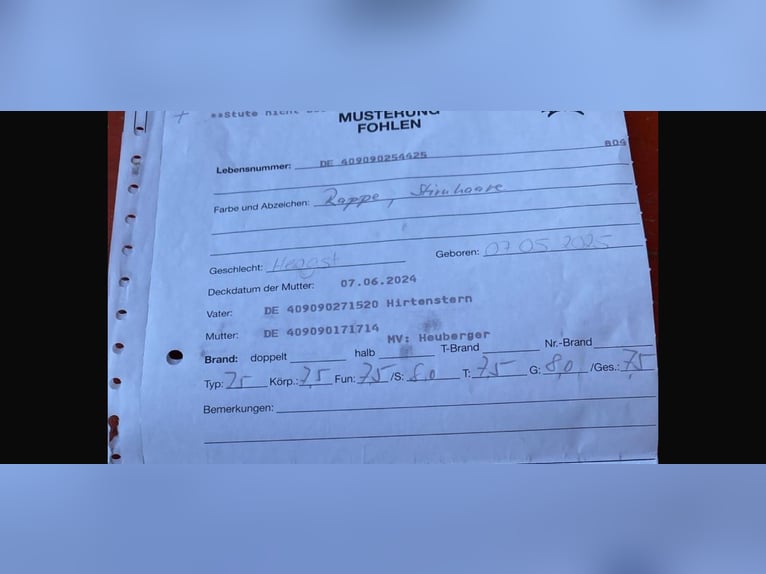 **Stute nicht
MUSTERUNG
FOHLEN
Lebensnummer: DE 409090254425 804
Farbe und Abzeichen: Rappe, Stirnhaare
Geschlecht: Hengst Geboren: 07.05.2025
Deckdatum der Mutter: 07.06.2024
Vater: DE 409090271520 Hirtenstern
Mutter: DE 409090171714 MV: Heuberger
Brand: doppelt halb T-Brand Nr.-Brand
Typ: 7,5 Körp.: 7,5 Fun: 7,5 /S: 8,0 T: 7,5 G: 8,0 /Ges.: 7,5
Bemerkungen: